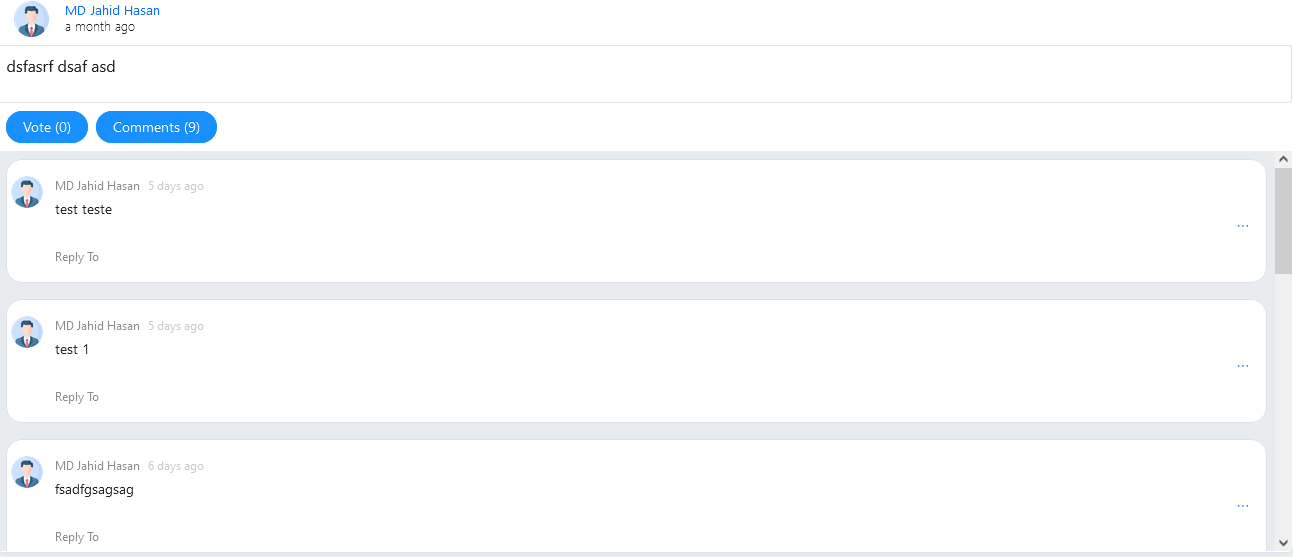 MD Jahid Hasan
a month ago
dsfasrf dsaf asd
Vote (0) Comments (9)
MD Jahid Hasan 5 days ago
test teste
...
Reply To
MD Jahid Hasan 5 days ago
test 1
...
Reply To
MD Jahid Hasan 6 days ago
fsadfgsagsag
...
Reply To